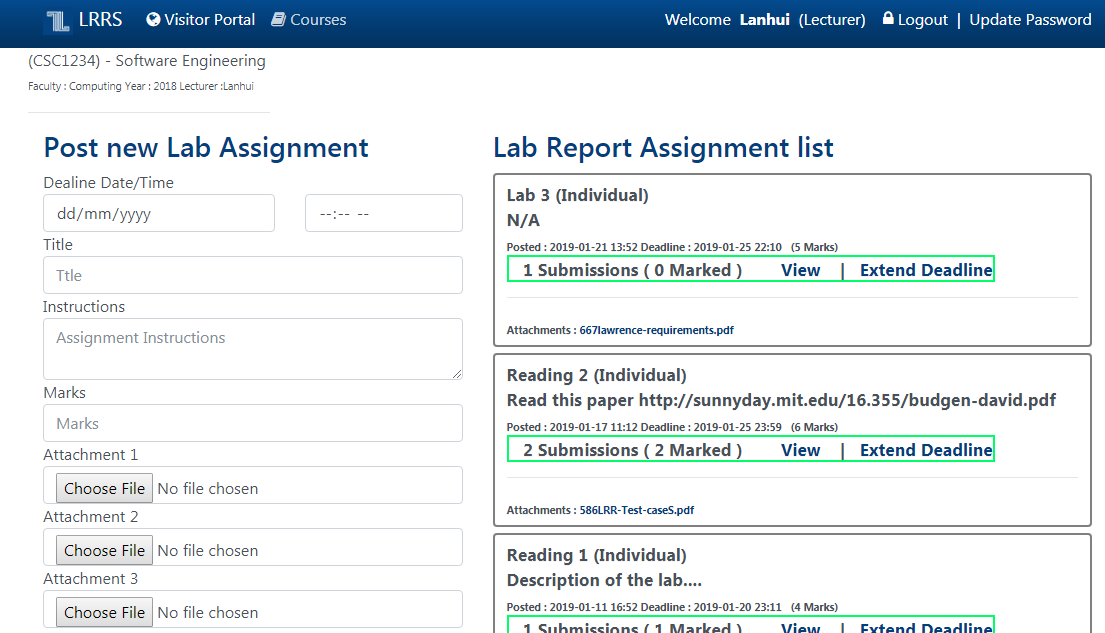 LRRS Visitor Portal Courses Welcome Lanhui (Lecturer) Logout | Update Password
(CSC1234) - Software Engineering
Faculty : Computing Year : 2018 Lecturer :Lanhui
Post new Lab Assignment
Dealine Date/Time
dd/mm/yyyy --:-- --
Title
Ttle
Instructions
Assignment Instructions
Marks
Marks
Attachment 1
Choose File No file chosen
Attachment 2
Choose File No file chosen
Attachment 3
Choose File No file chosen
Lab Report Assignment list
Lab 3 (Individual)
N/A
Posted : 2019-01-21 13:52 Deadline : 2019-01-25 22:10 (5 Marks)
1 Submissions ( 0 Marked ) View | Extend Deadline
Attachments : 667lawrence-requirements.pdf
Reading 2 (Individual)
Read this paper http://sunnyday.mit.edu/16.355/budgen-david.pdf
Posted : 2019-01-17 11:12 Deadline : 2019-01-25 23:59 (6 Marks)
2 Submissions ( 2 Marked ) View | Extend Deadline
Attachments : 586LRR-Test-caseS.pdf
Reading 1 (Individual)
Description of the lab....
Posted : 2019-01-11 16:52 Deadline : 2019-01-20 23:11 (4 Marks)
1 Submissions ( 1 Marked ) View | Extend Deadline